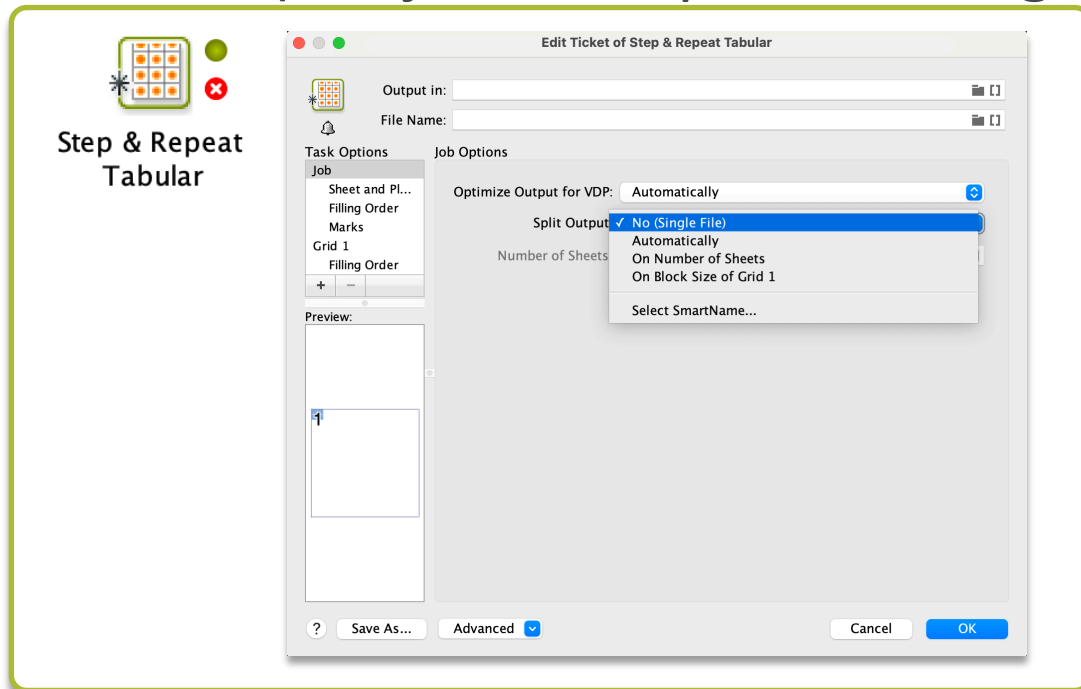 Step & Repeat
Tabular
Edit Ticket of Step & Repeat Tabular
Output in:
File Name:
Task Options
Job Options
Job
Sheet and Pl...
Filling Order
Marks
Grid 1
Filling Order
+ −
Optimize Output for VDP: Automatically
Split Output
✓ No (Single File)
Automatically
On Number of Sheets
On Block Size of Grid 1
Select SmartName...
Number of Sheets
Preview:
1
? Save As... Advanced
Cancel OK